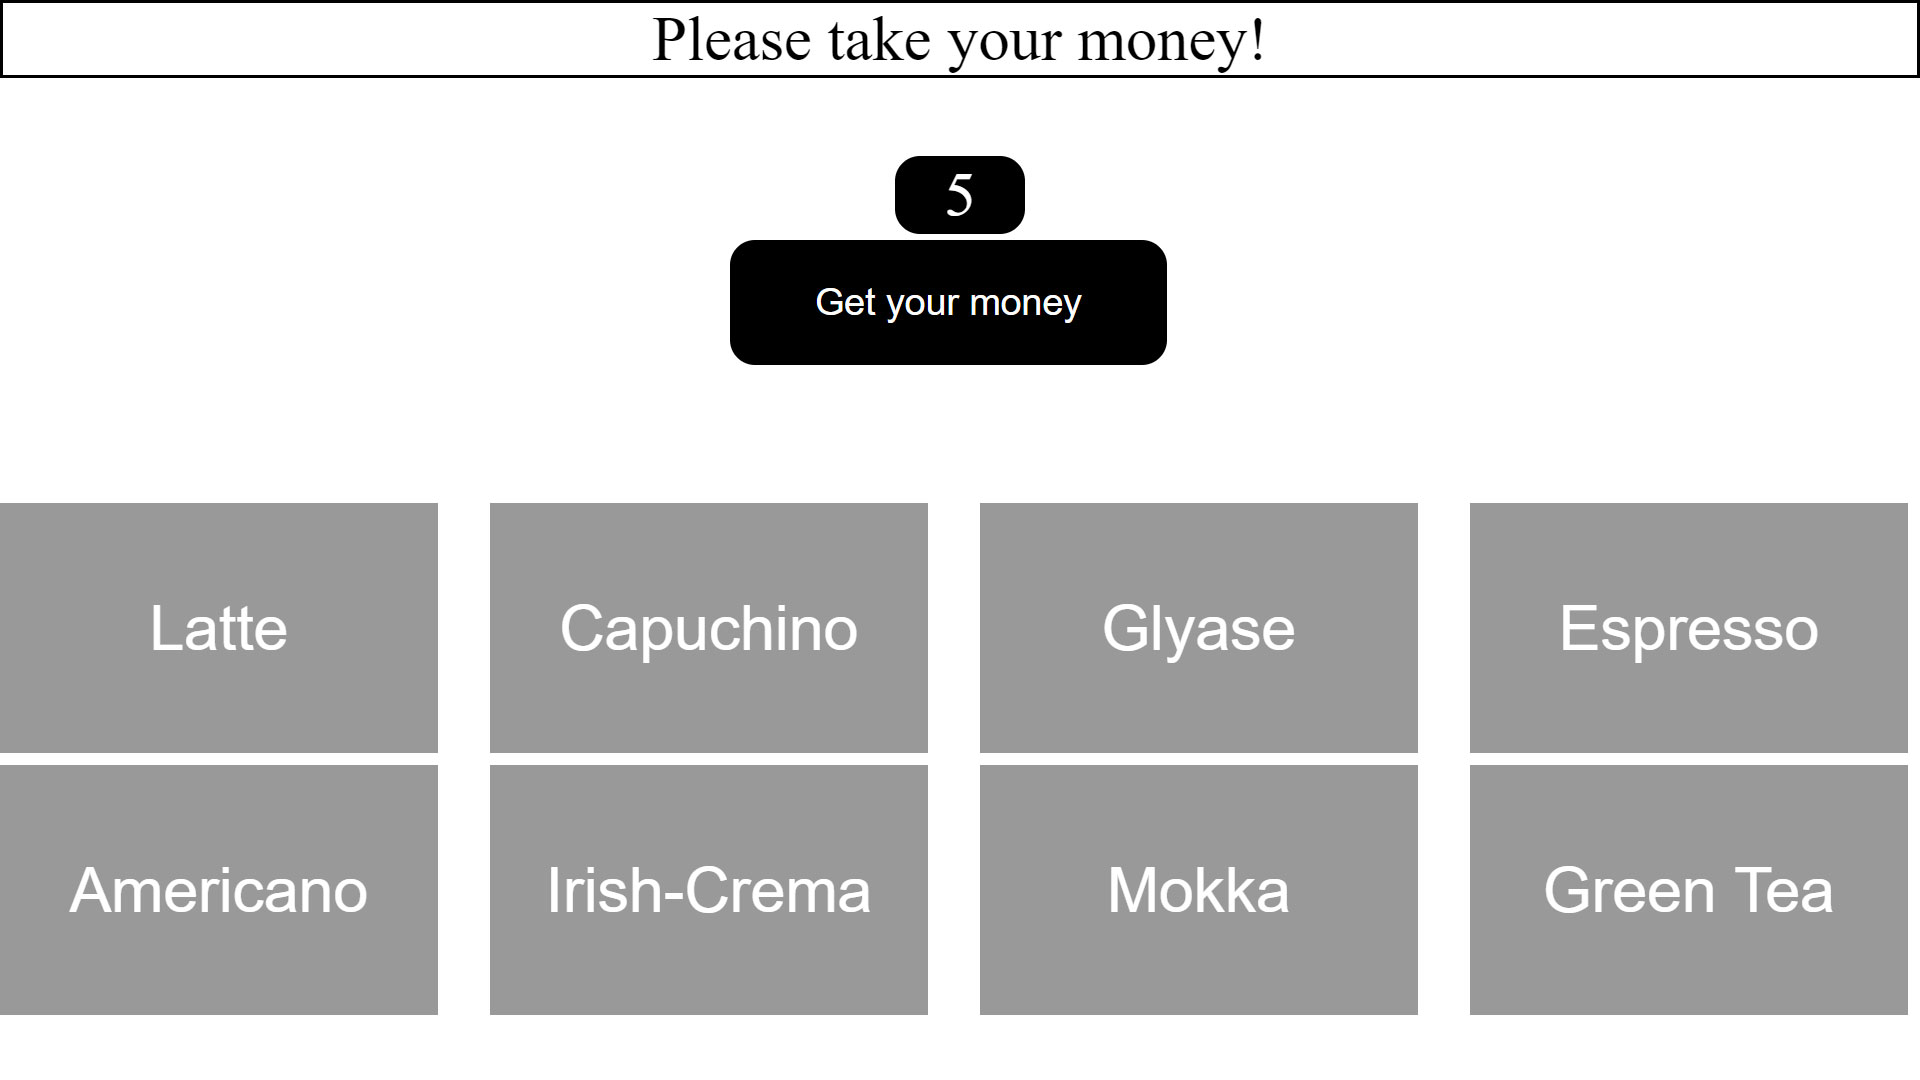 Please take your money!
5
Get your money
Latte
Capuchino
Glyase
Espresso
Americano
Irish-Crema
Mokka
Green Tea